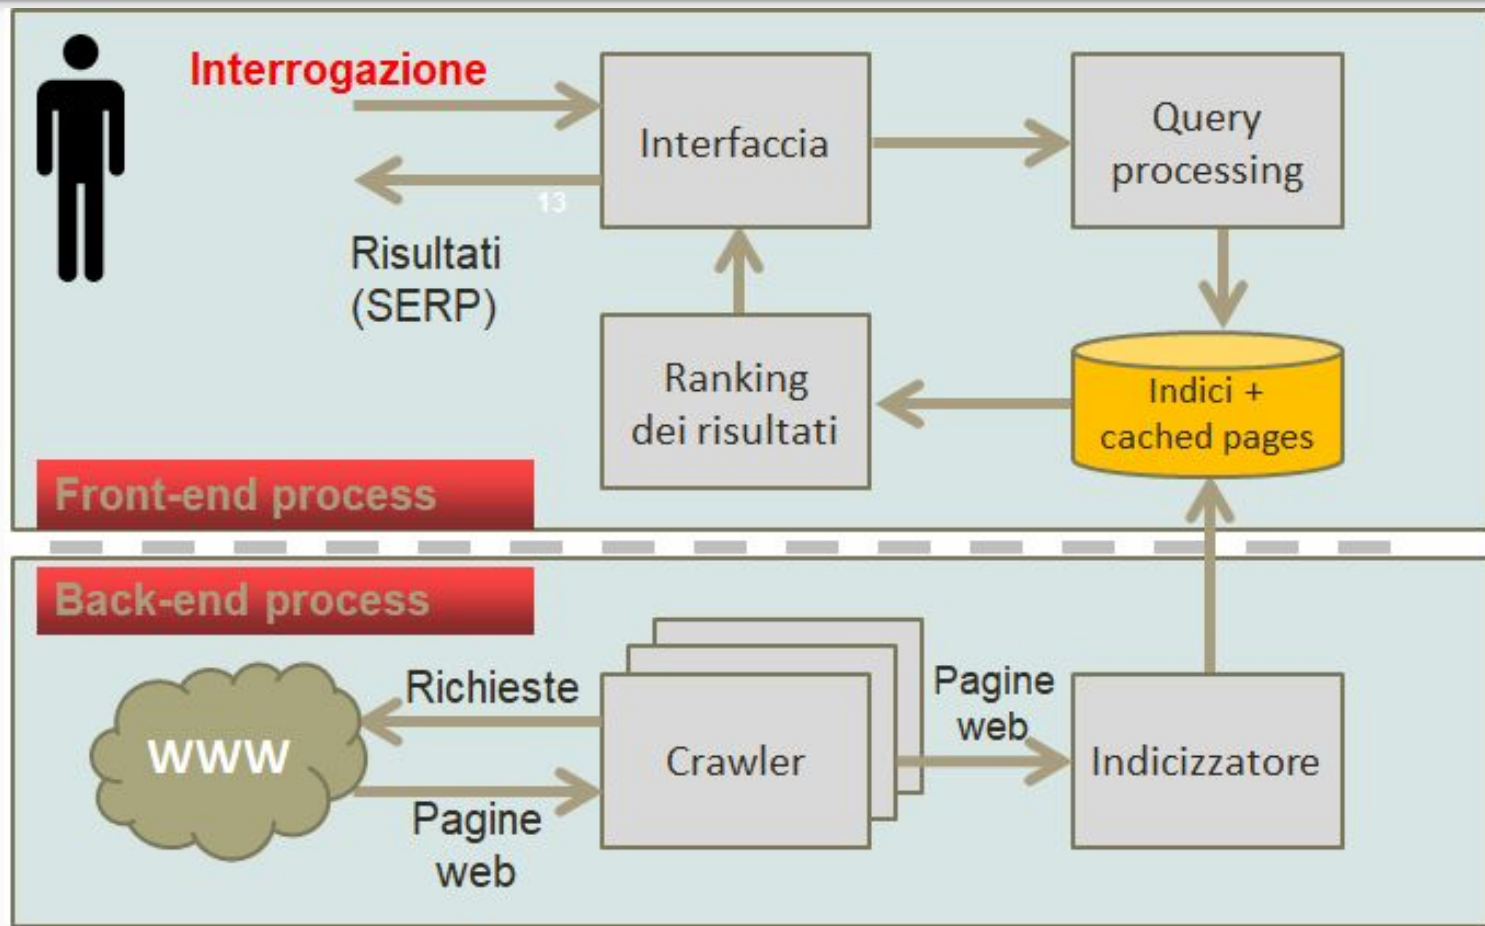 Interrogazione
Interfaccia
Query
processing
13
Risultati
(SERP)
Ranking
dei risultati
Indici +
cached pages
Front-end process
Back-end process
WWW
Richieste
Pagine
web
Crawler
Pagine
web
Indicizzatore